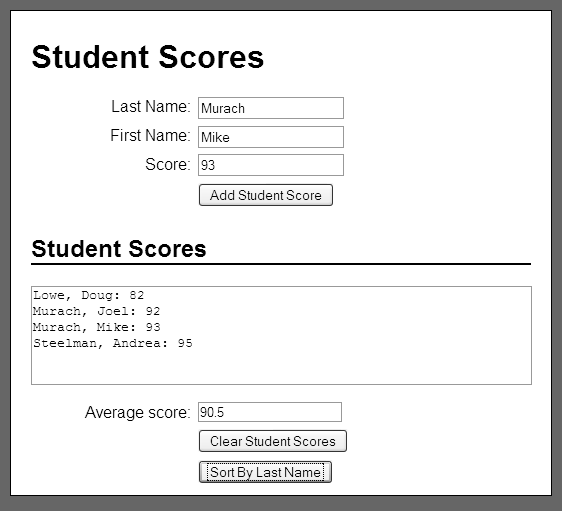 Student Scores
Last Name: Murach
First Name: Mike
Score: 93
Add Student Score
Student Scores
Lowe, Doug: 82
Murach, Joel: 92
Murach, Mike: 93
Steelman, Andrea: 95
Average score: 90.5
Clear Student Scores
Sort By Last Name